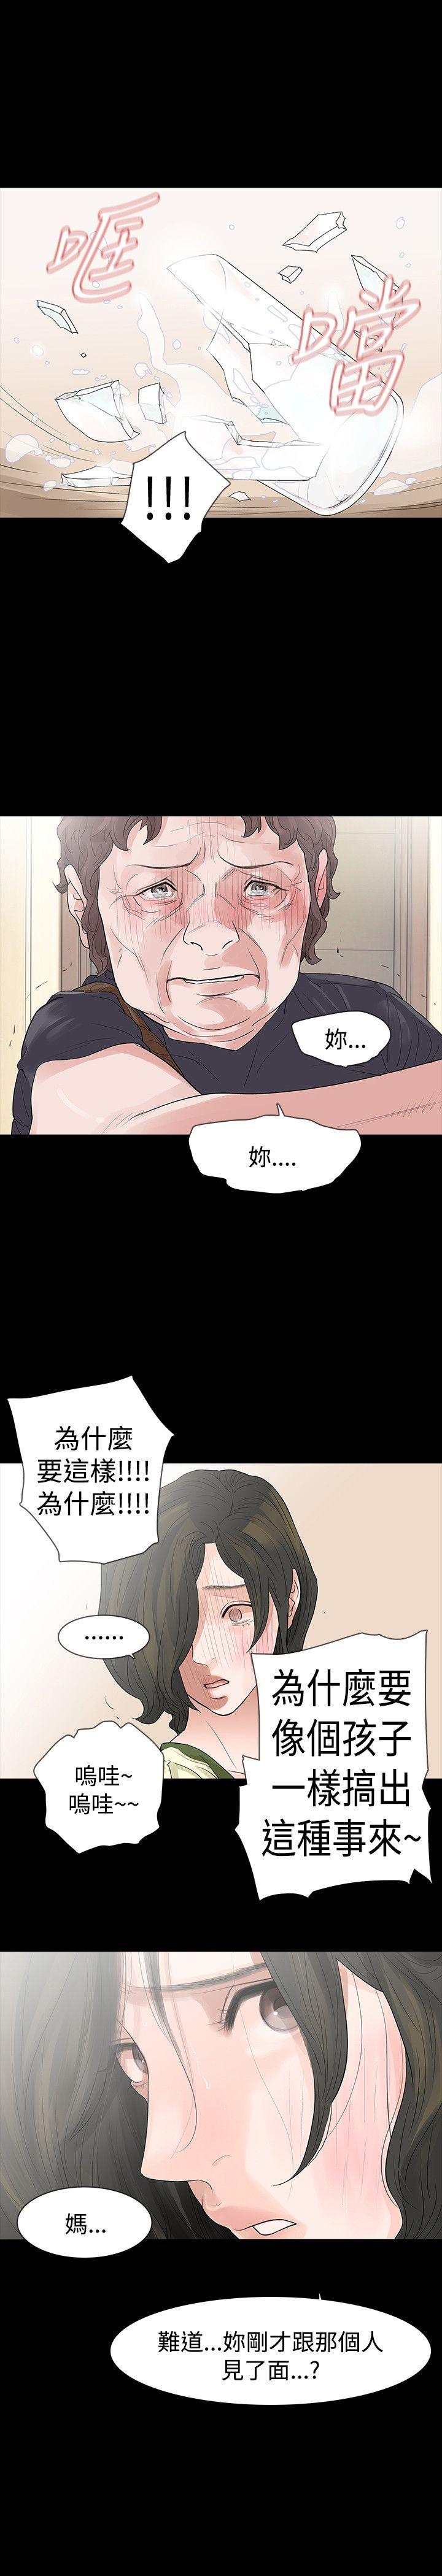 哐
噹
!!!
妳...
妳....
為什麼
要這樣!!!!
為什麼!!!!
......
為什麼要
像個孩子
一樣搞出
這種事來~
嗚哇~
嗚哇~~
媽...
難道...妳剛才跟那個人
見了面...?